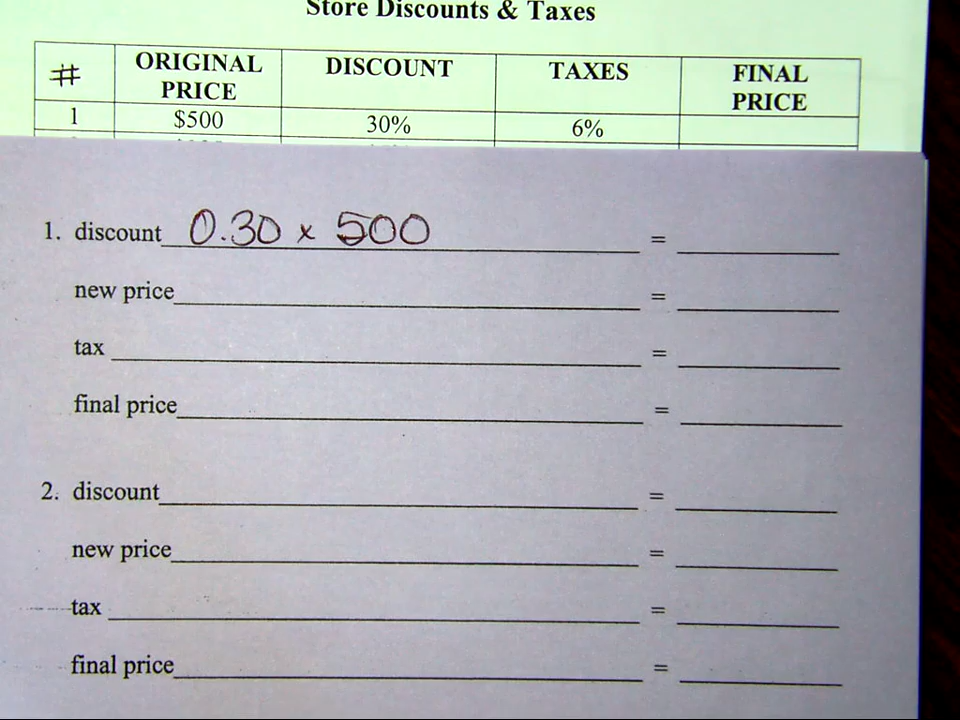 Store Discounts & Taxes
# ORIGINAL PRICE DISCOUNT TAXES FINAL PRICE
1 $500 30% 6%
1. discount 0.30 x 500 =
new price =
tax =
final price =
2. discount =
new price =
tax =
final price =